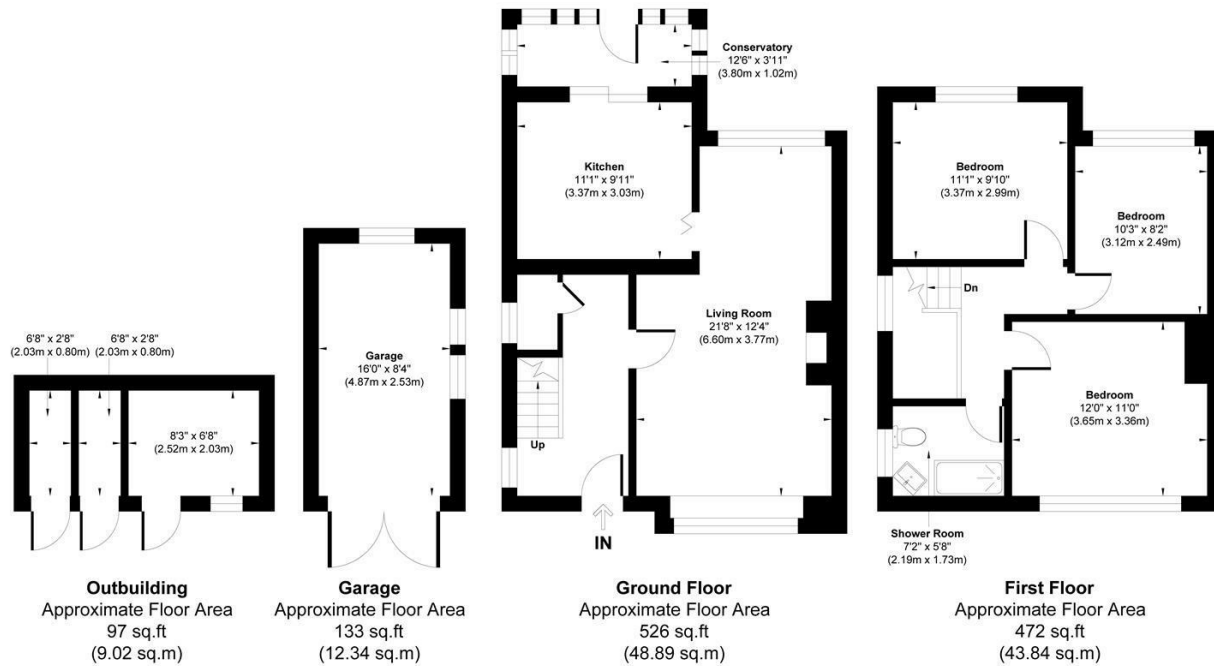 6'8" x 2'8"
(2.03m x 0.80m)
6'8" x 2'8"
(2.03m x 0.80m)
8'3" x 6'8"
(2.52m x 2.03m)
Outbuilding
Approximate Floor Area
97 sq.ft
(9.02 sq.m)
Garage
16'0" x 8'4"
(4.87m x 2.53m)
Garage
Approximate Floor Area
133 sq.ft
(12.34 sq.m)
Conservatory
12'6" x 3'11"
(3.80m x 1.02m)
Kitchen
11'1" x 9'11"
(3.37m x 3.03m)
Living Room
21'8" x 12'4"
(6.60m x 3.77m)
Up
IN
Ground Floor
Approximate Floor Area
526 sq.ft
(48.89 sq.m)
Bedroom
11'1" x 9'10"
(3.37m x 2.99m)
Bedroom
10'3" x 8'2"
(3.12m x 2.49m)
Dn
Bedroom
12'0" x 11'0"
(3.65m x 3.36m)
Shower Room
7'2" x 5'8"
(2.19m x 1.73m)
First Floor
Approximate Floor Area
472 sq.ft
(43.84 sq.m)